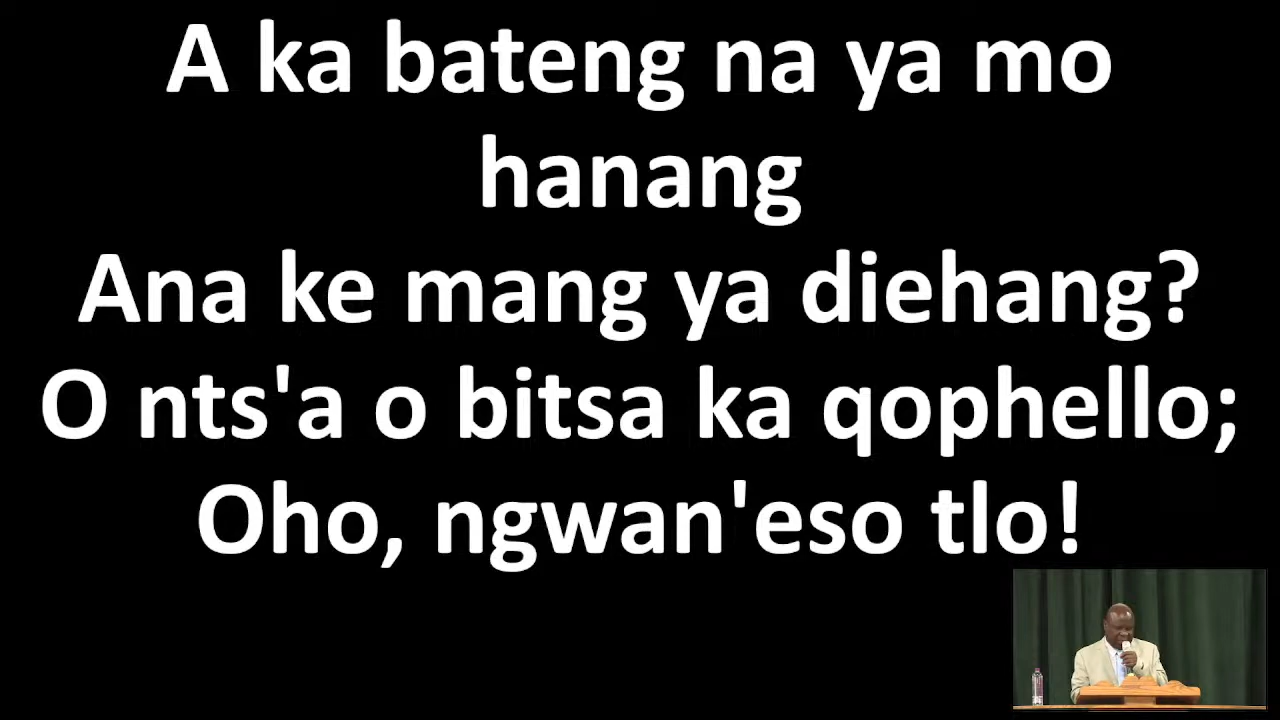 A ka bateng na ya mo
hanang
Ana ke mang ya diehang?
O nts'a o bitsa ka qophello;
Oho, ngwan'eso tlo!